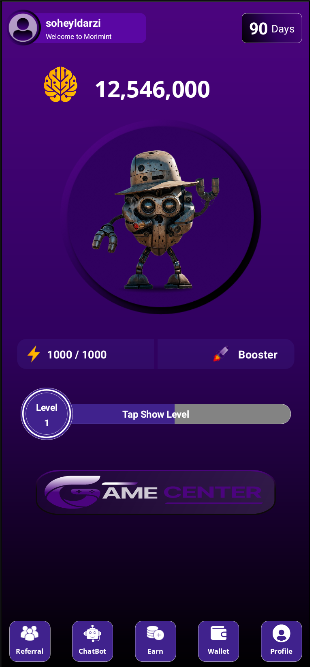 soheyldarzi
Welcome to Morimint
90 Days
12,546,000
1000 / 1000
Booster
Level
1
Tap Show Level
GAME CENTER
Referral
ChatBot
Earn
Wallet
Profile